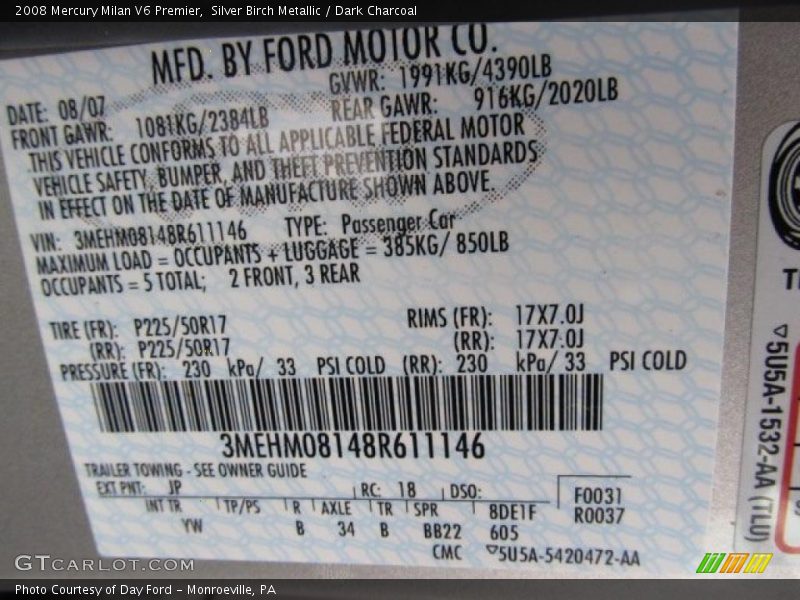 2008 Mercury Milan V6 Premier,  Silver Birch Metallic / Dark Charcoal
MFD. BY FORD MOTOR CO.
DATE: 08/07 GVWR: 1991KG/4390LB
FRONT GAWR: 1081KG/2384LB REAR GAWR: 916KG/2020LB
THIS VEHICLE CONFORMS TO ALL APPLICABLE FEDERAL MOTOR
VEHICLE SAFETY, BUMPER, AND THEFT PREVENTION STANDARDS
IN EFFECT ON THE DATE OF MANUFACTURE SHOWN ABOVE.
VIN: 3MEHM08148R611146 TYPE: Passenger Car
MAXIMUM LOAD = OCCUPANTS + LUGGAGE = 385KG/ 850LB
OCCUPANTS = 5 TOTAL; 2 FRONT, 3 REAR
TIRE (FR): P225/50R17 RIMS (FR): 17X7.0J
(RR): P225/50R17 (RR): 17X7.0J
PRESSURE (FR): 230 kPa/ 33 PSI COLD (RR): 230 kPa/ 33 PSI COLD
3MEHM08148R611146
TRAILER TOWING - SEE OWNER GUIDE
EXT PNT: JP RC: 18 DSO: F0031
INT TR TP/PS R AXLE TR SPR 8DE1F R0037
YW B 34 B BB22 605
CMC 5U5A-5420472-AA
5U5A-1532-AA (TLU)
GTCarLot.com
Photo Courtesy of Day Ford – Monroeville, PA